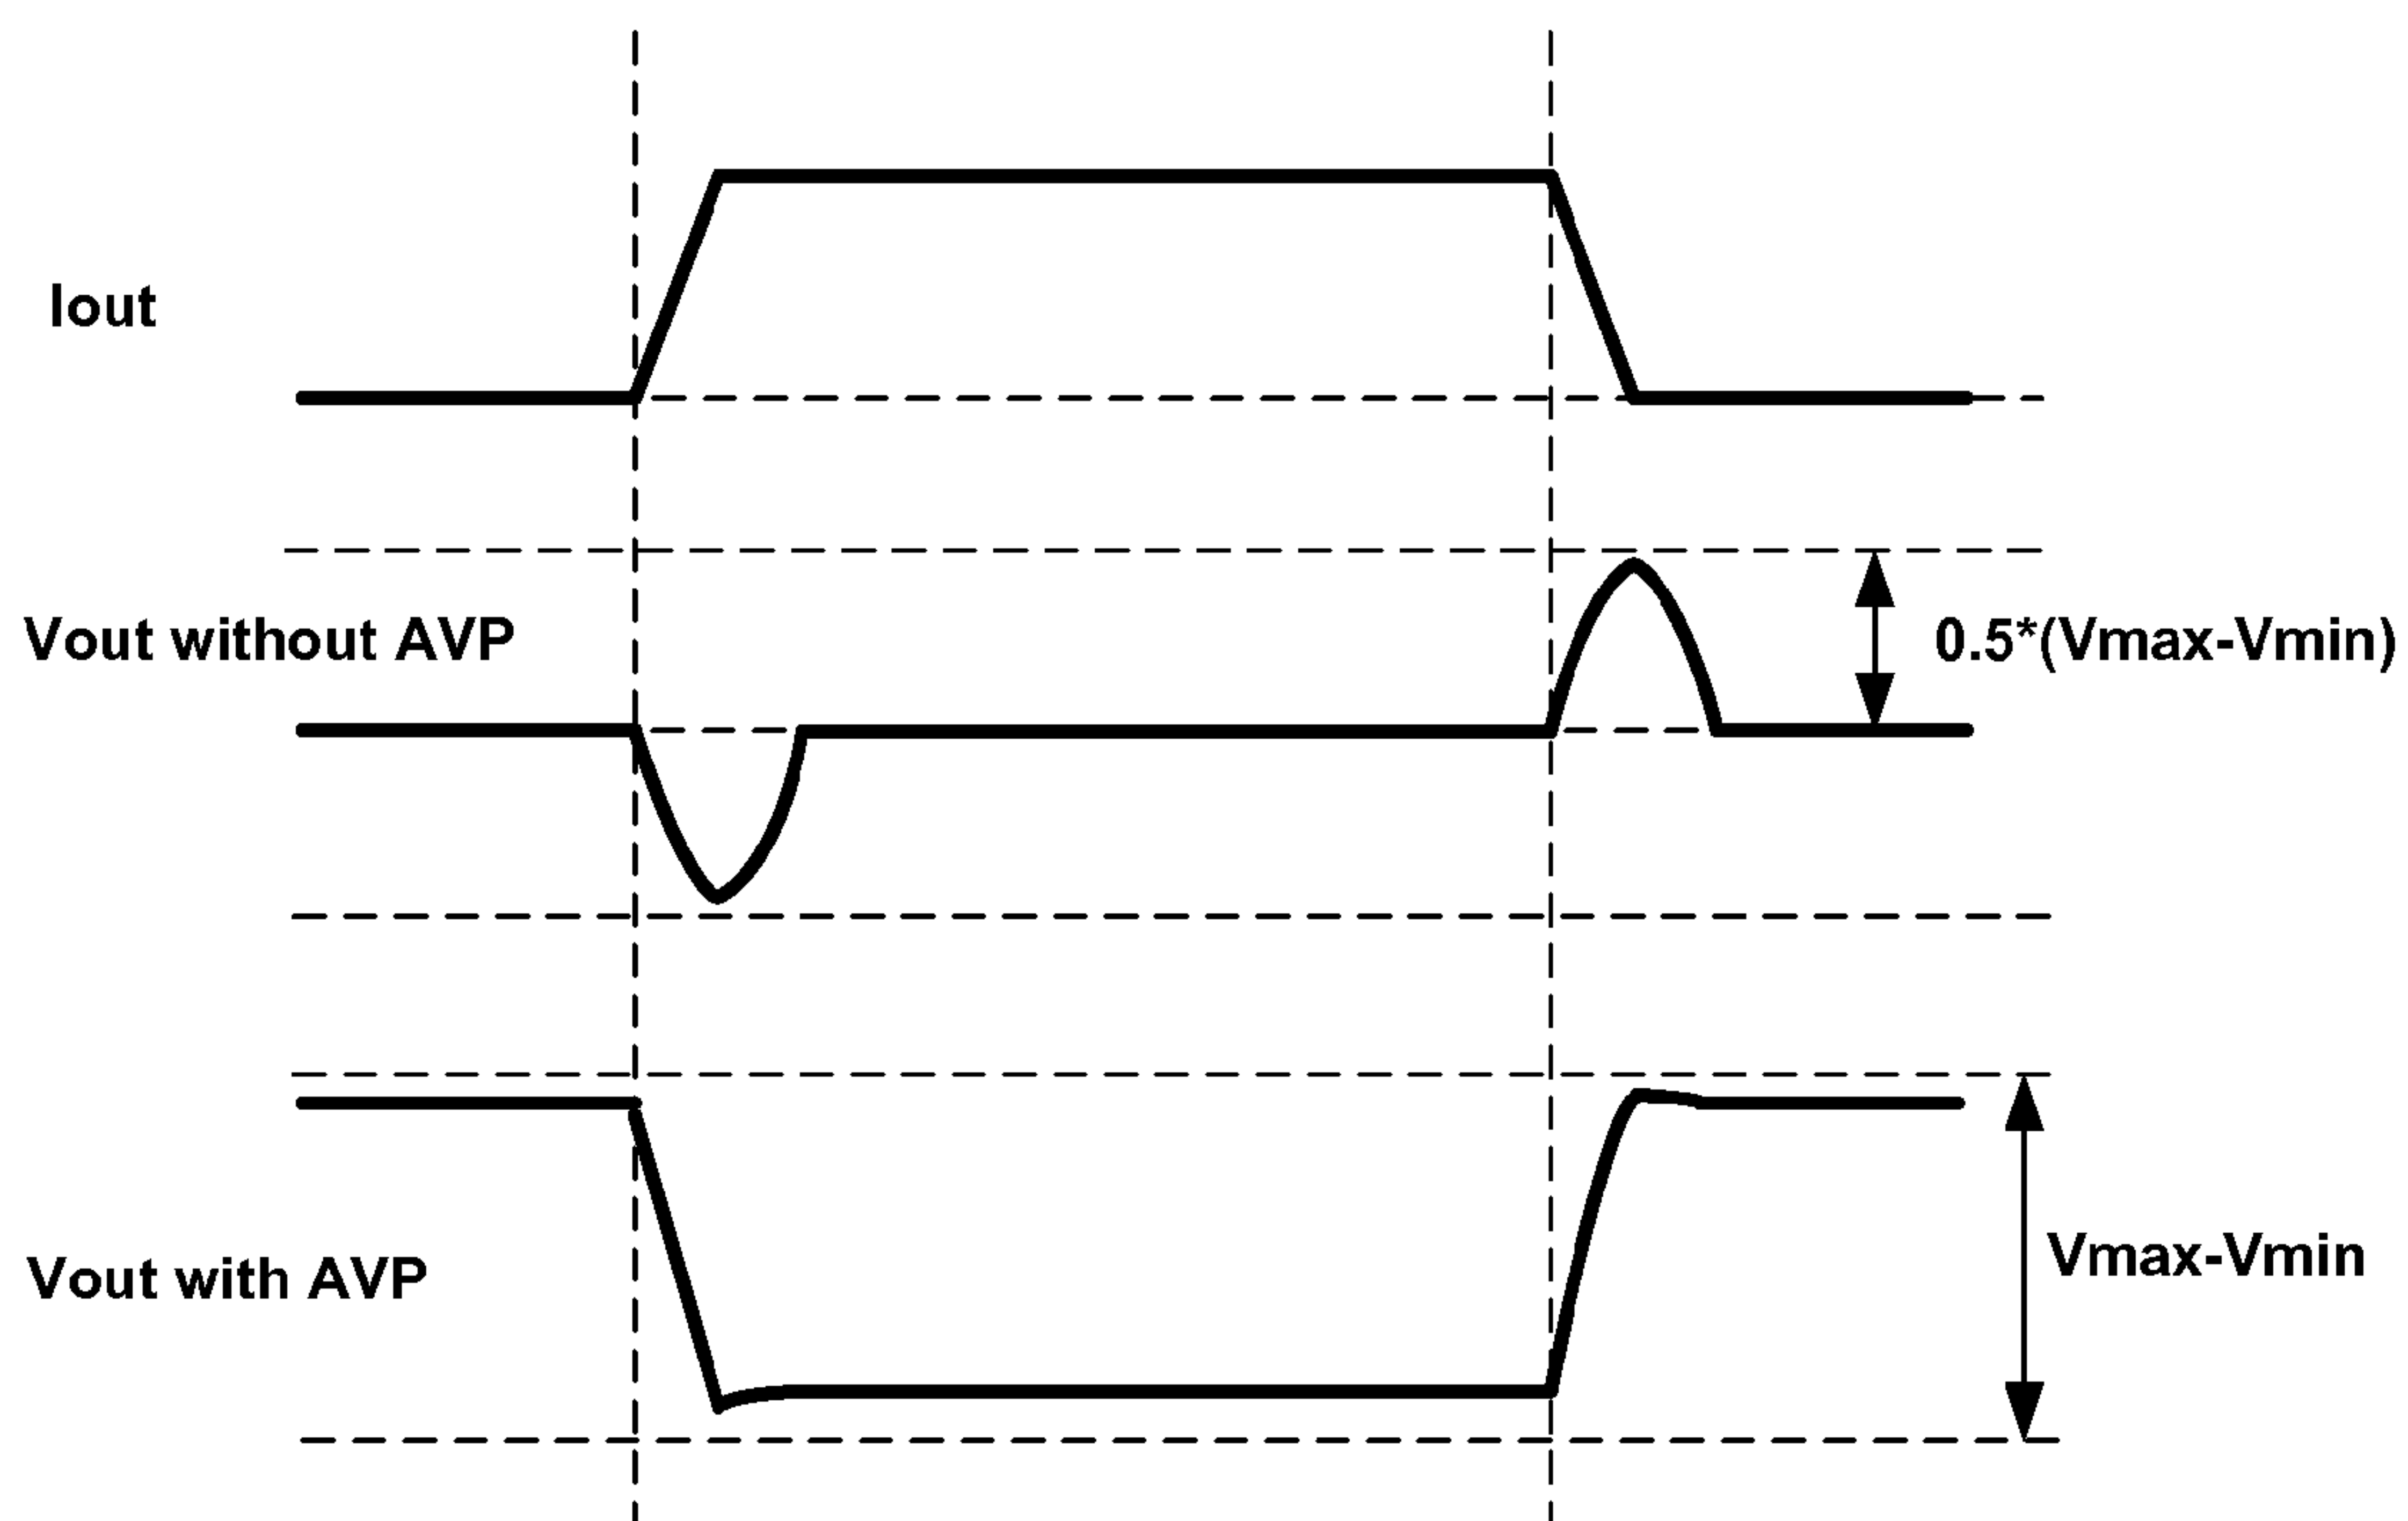 Iout
Vout without AVP
0.5*(Vmax-Vmin)
Vout with AVP
Vmax-Vmin